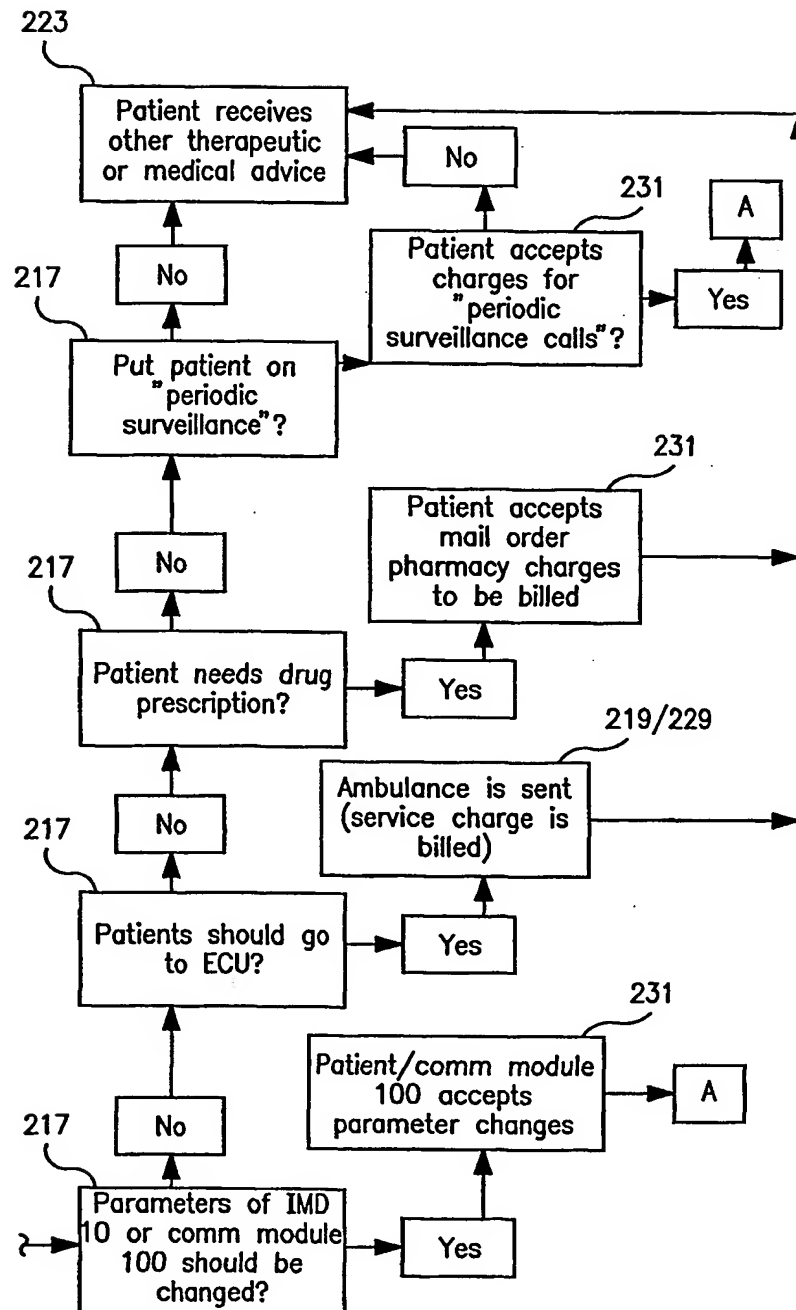 223
Patient receives
other therapeutic
or medical advice
No
231
A
No
Patient accepts
charges for
"periodic
surveillance calls"?
Yes
217
Put patient on
"periodic
surveillance"?
231
Patient accepts
mail order
pharmacy charges
to be billed
No
217
Patient needs drug
prescription?
Yes
219/229
Ambulance is sent
(service charge is
billed)
No
217
Patients should go
to ECU?
Yes
231
Patient/comm module
100 accepts
parameter changes
A
No
217
Parameters of IMD
10 or comm module
100 should be
changed?
Yes